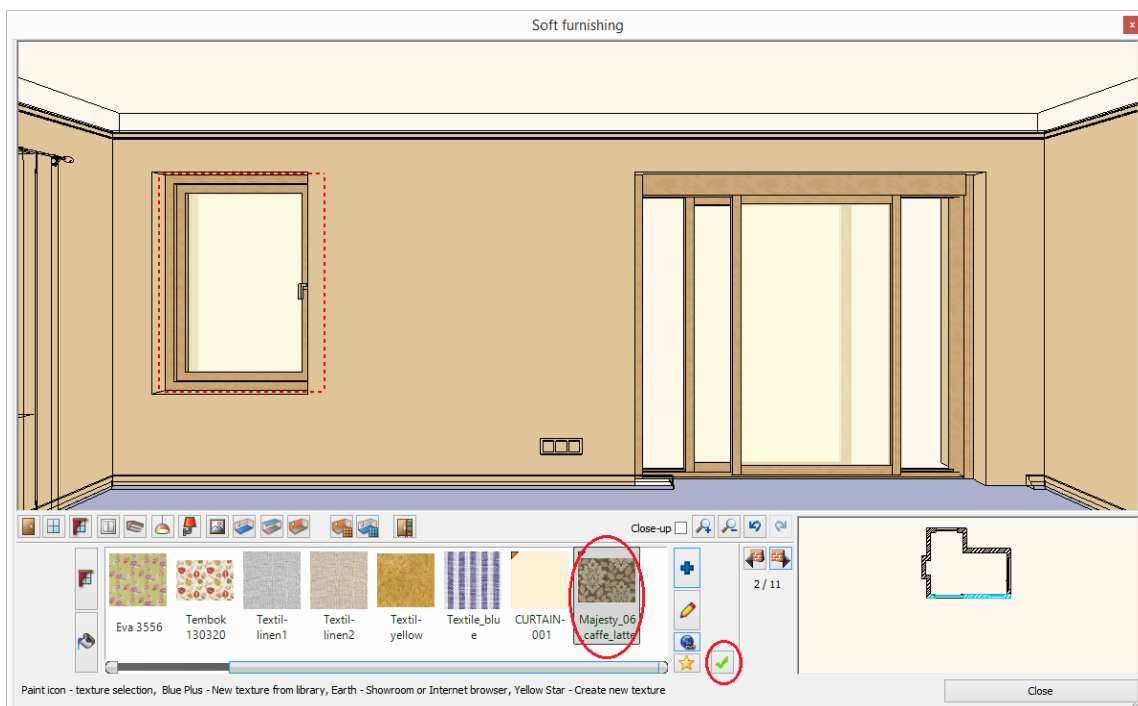 Soft furnishing
x
Close-up
Eva 3556
Tembok
130320
Textil-
linen1
Textil-
linen2
Textil-
yellow
Textile_blu
e
CURTAIN-
001
Majesty_06
_caffe_latte
2 / 11
Paint icon - texture selection, Blue Plus - New texture from library, Earth - Showroom or Internet browser, Yellow Star - Create new texture
Close